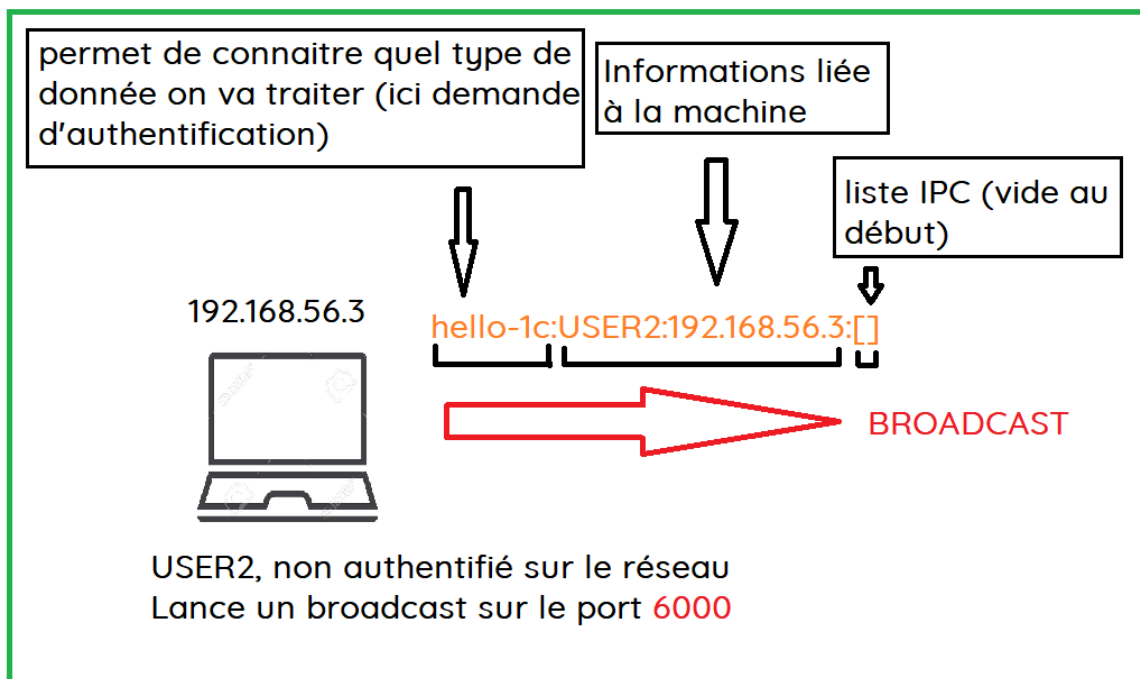 permet de connaitre quel type de
donnée on va traiter (ici demande
d'authentification)
Informations liée
à la machine
liste IPC (vide au
début)
192.168.56.3
hello-1c:USER2:192.168.56.3:[]
BROADCAST
USER2, non authentifié sur le réseau
Lance un broadcast sur le port 6000